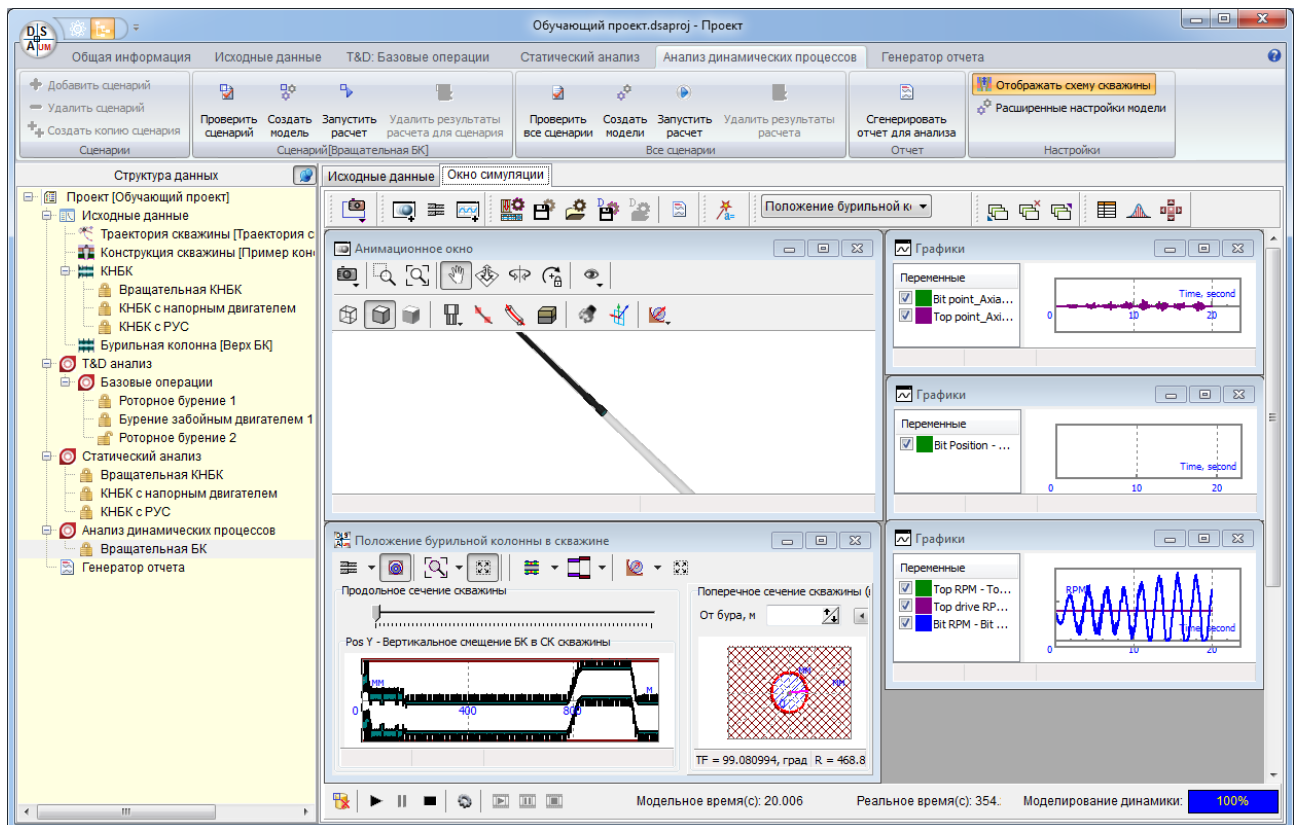 Обучающий проект.dsaproj - Проект
DS
A UM
Общая информация Исходные данные T&D: Базовые операции Статический анализ Анализ динамических процессов Генератор отчета
Добавить сценарий
Удалить сценарий
Создать копию сценария
Сценарии
Проверить сценарий
Создать модель
Запустить расчет
Удалить результаты расчета для сценария
Сценарий[Вращательная БК]
Проверить все сценарии
Создать модели
Запустить расчет
Удалить результаты расчета
Все сценарии
Сгенерировать отчет для анализа
Отчет
Отображать схему скважины
Расширенные настройки модели
Настройки
Структура данных
Проект [Обучающий проект]
Исходные данные
Траектория скважины [Траектория с
Конструкция скважины [Пример кон
КНБК
Вращательная КНБК
КНБК с напорным двигателем
КНБК с РУС
Бурильная колонна [Верх БК]
T&D анализ
Базовые операции
Роторное бурение 1
Бурение забойным двигателем 1
Роторное бурение 2
Статический анализ
Вращательная КНБК
КНБК с напорным двигателем
КНБК с РУС
Анализ динамических процессов
Вращательная БК
Генератор отчета
Исходные данные Окно симуляции
Положение бурильной к
Анимационное окно
Графики
Переменные
Bit point_Axia...
Top point_Axi...
Time, second
0 10 20
Графики
Переменные
Bit Position - ...
Time, second
0 10 20
Графики
Переменные
Top RPM - To...
Top drive RP...
Bit RPM - Bit ...
RPM
Time, second
0 10 20
Положение бурильной колонны в скважине
Продольное сечение скважины
Pos Y - Вертикальное смещение БК в СК скважины
мм
м
0 400 800
Поперечное сечение скважины (
От бура, м
мм
мм
0
TF = 99.080994, град R = 468.8
Модельное время(с): 20.006 Реальное время(с): 354. Моделирование динамики: 100%